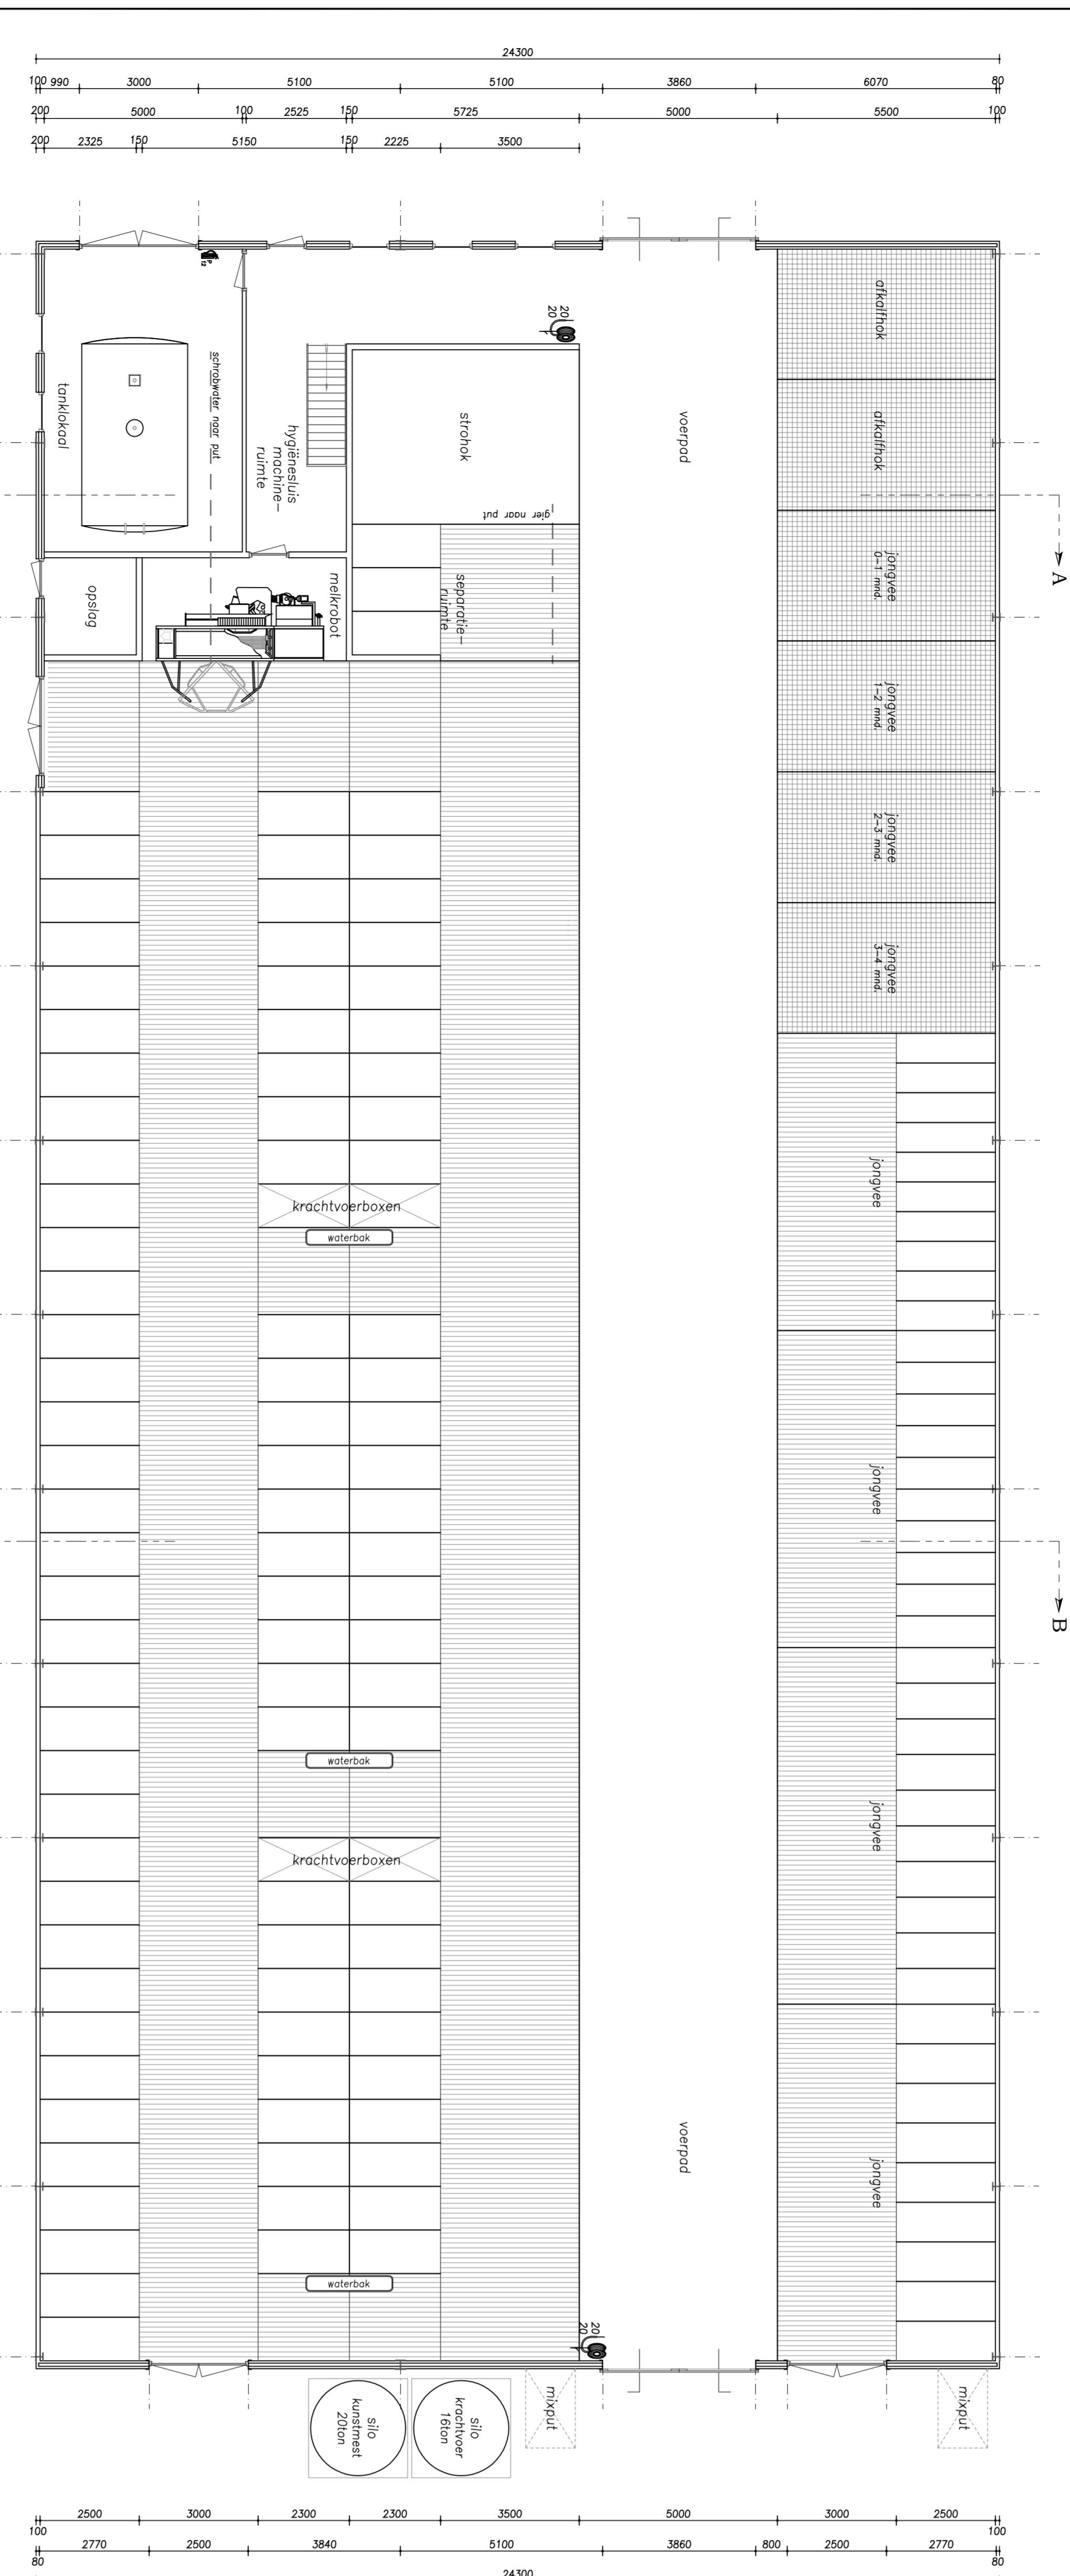 24300
100 990 3000 5100 5100 3860 6070 80
200 5000 100 2525 150 5725 5000 5500 100
200 2325 150 5150 150 2225 3500
afkalfhok
afkalfhok
20
20
schrobwater naar put
tanklokaal
hygiënesluis
machine-
ruimte
strohok
voerpad
gier naar put
A
opslag
melkrobot
separatie-
ruimte
jongvee
0-1 mnd.
jongvee
1-2 mnd.
jongvee
2-3 mnd.
jongvee
3-4 mnd.
jongvee
krachtvoerboxen
waterbak
jongvee
B
waterbak
jongvee
krachtvoerboxen
voerpad
jongvee
waterbak
20
20
silo
kunstmest
20ton
silo
krachtvoer
16ton
mixput
mixput
2500 3000 2300 2300 3500 5000 3000 2500
100 100
2770 2500 3840 5100 3860 800 2500 2770
80 80
24300